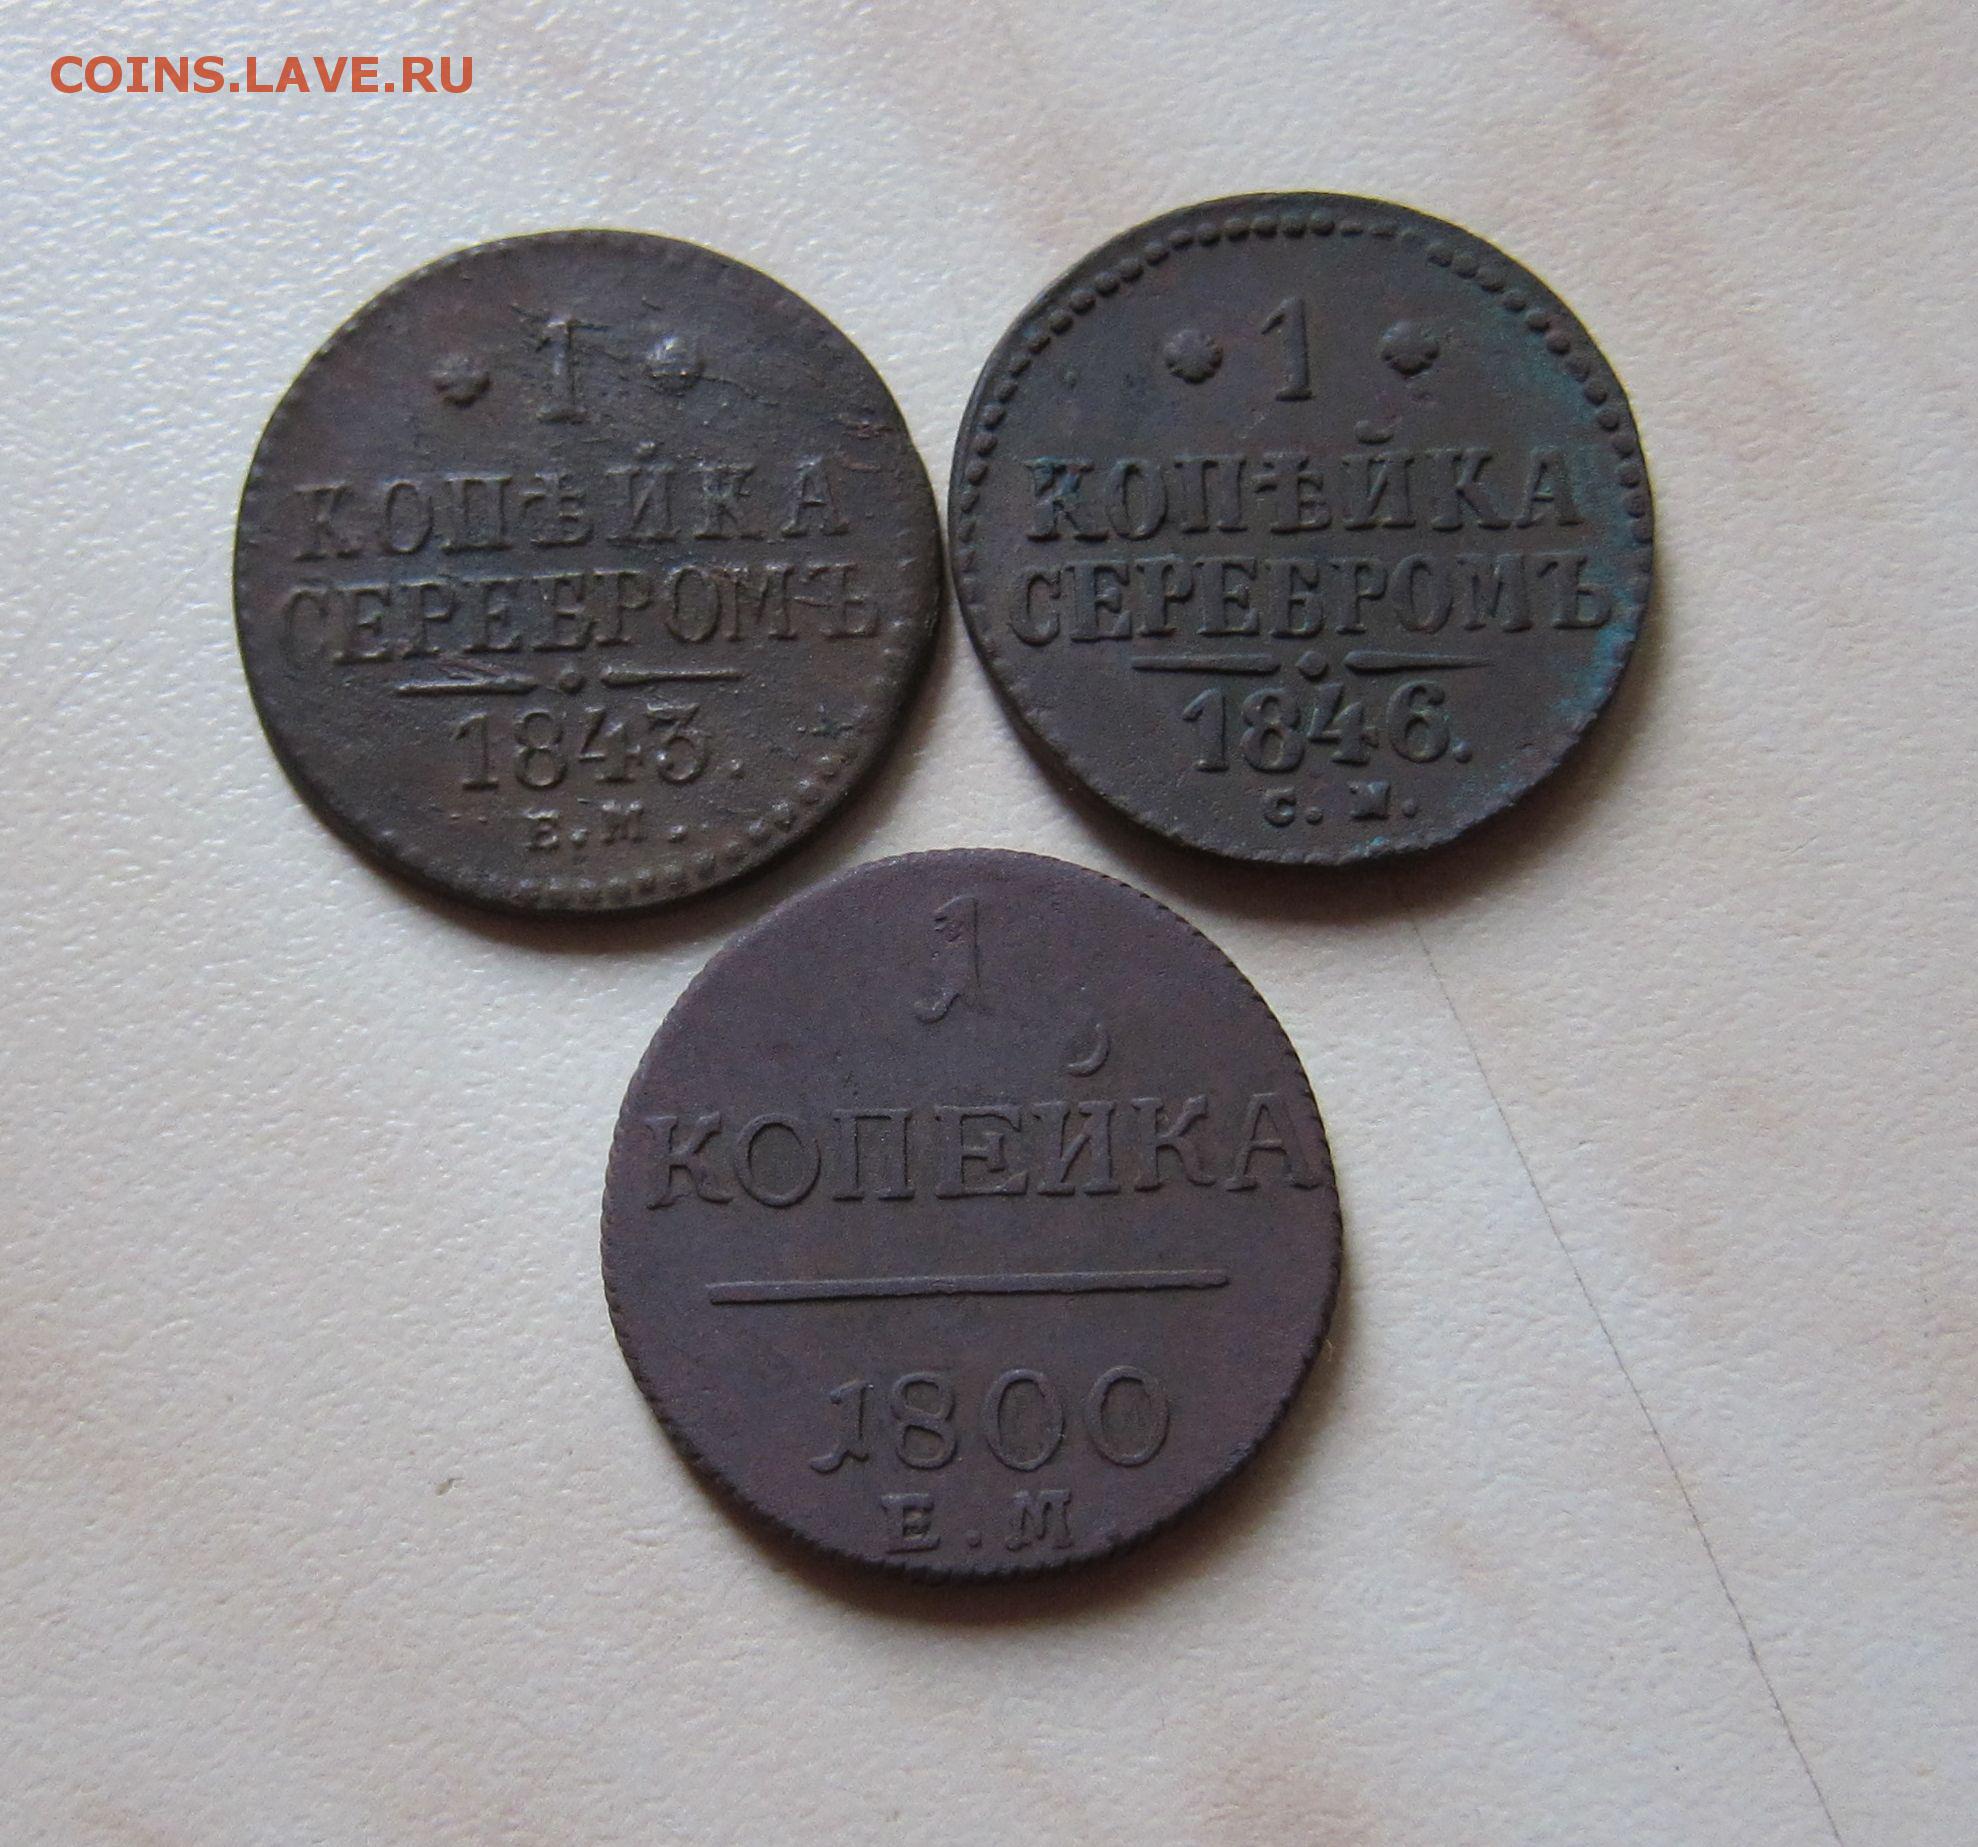 COINS.LAVE.RU
1
КОПѢЙКА
СЕРЕБРОМЪ
1843.
Е.М.
1
КОПѢЙКА
СЕРЕБРОМЪ
1846.
С.М.
1
КОПЕЙКА
1800
Е.М